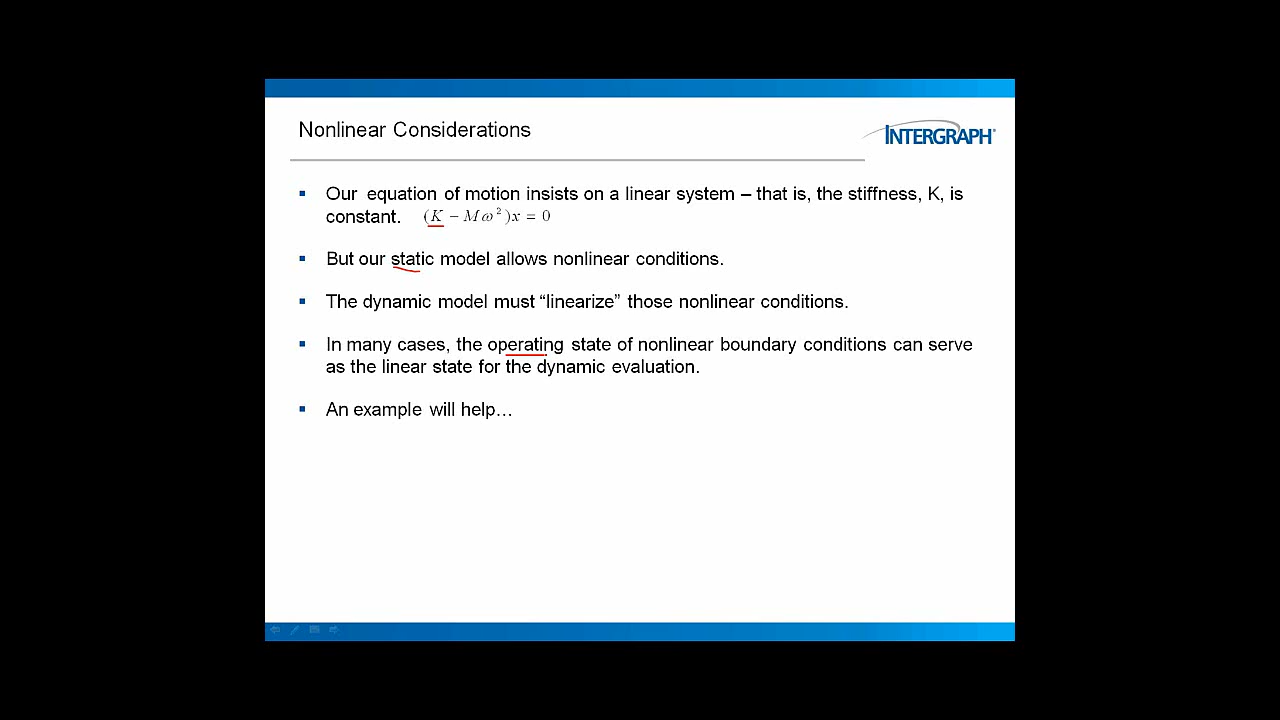 Nonlinear Considerations
INTERGRAPH®
Our equation of motion insists on a linear system – that is, the stiffness, K, is
constant. (K − Mω²)x = 0
But our static model allows nonlinear conditions.
The dynamic model must “linearize” those nonlinear conditions.
In many cases, the operating state of nonlinear boundary conditions can serve
as the linear state for the dynamic evaluation.
An example will help…